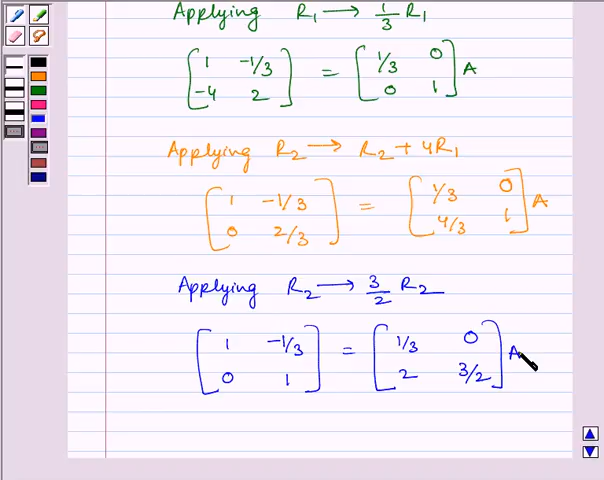 Applying R₁ → 1/3 R₁
[1 -1/3] = [1/3 0] A
[-4 2] [0 1]
Applying R₂ → R₂ + 4R₁
[1 -1/3] = [1/3 0] A
[0 2/3] [4/3 1]
Applying R₂ → 3/2 R₂
[1 -1/3] = [1/3 0] A
[0 1] [2 3/2]